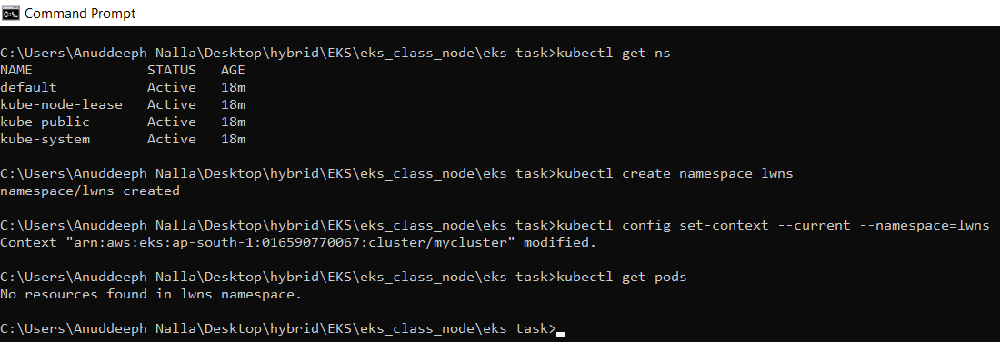 Command Prompt
C:\Users\Anuddeeph Nalla\Desktop\hybrid\EKS\eks_class_node\eks task>kubectl get ns
NAME STATUS AGE
default Active 18m
kube-node-lease Active 18m
kube-public Active 18m
kube-system Active 18m
C:\Users\Anuddeeph Nalla\Desktop\hybrid\EKS\eks_class_node\eks task>kubectl create namespace lwns
namespace/lwns created
C:\Users\Anuddeeph Nalla\Desktop\hybrid\EKS\eks_class_node\eks task>kubectl config set-context --current --namespace=lwns
Context "arn:aws:eks:ap-south-1:016590770067:cluster/mycluster" modified.
C:\Users\Anuddeeph Nalla\Desktop\hybrid\EKS\eks_class_node\eks task>kubectl get pods
No resources found in lwns namespace.
C:\Users\Anuddeeph Nalla\Desktop\hybrid\EKS\eks_class_node\eks task>